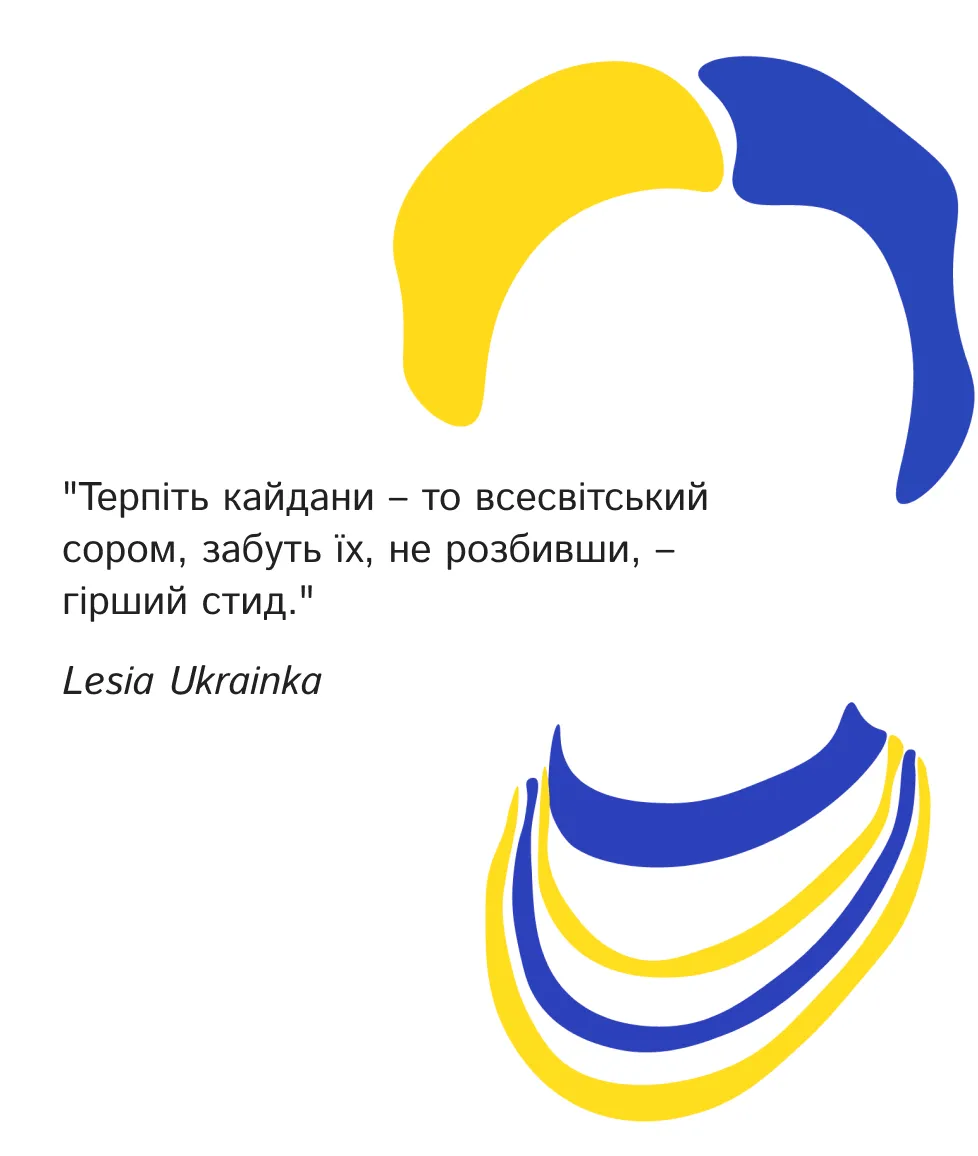 "Терпіть кайдани – то всесвітський
сором, забуть їх, не розбивши, –
гірший стид."
Lesia Ukrainka